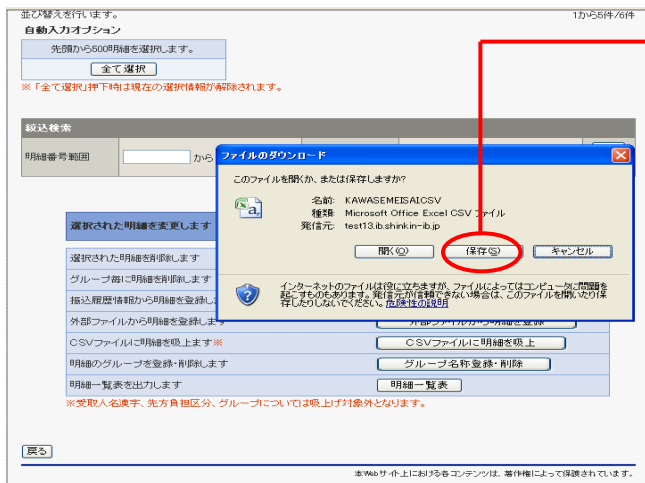 並び替えを行います。
1から5件/6件
自動入力オプション
先頭から500明細を選択します。
全て選択
※「全て選択」押下時は現在の選択情報が解除されます。
絞込検索
明細番号範囲
から
ファイルのダウンロード
このファイルを開くか、または保存しますか?
名前: KAWASEMEISAI.CSV
種類: Microsoft Office Excel CSV ファイル
発信元: test13.ib.shinkin-ib.jp
開く(O)
保存(S)
キャンセル
インターネットのファイルは役に立ちますが、ファイルによってはコンピュータに問題を
起こすものもあります。発信元が信頼できない場合は、このファイルを開いたり保
存したりしないでください。危険性の説明
選択された明細を変更します
選択された明細を削除します
グループ毎に明細を削除します
振込履歴情報から明細を登録し
外部ファイルから明細を登録します
外部ファイルから明細を登録
CSVファイルに明細を吸上ます※
CSVファイルに明細を吸上
明細のグループを登録・削除します
グループ名称登録・削除
明細一覧表を出力します
明細一覧表
※受取人名漢字、先方負担区分、グループについては吸上げ対象外となります。
戻る
本Webサイト上における各コンテンツは、著作権によって保護されています。